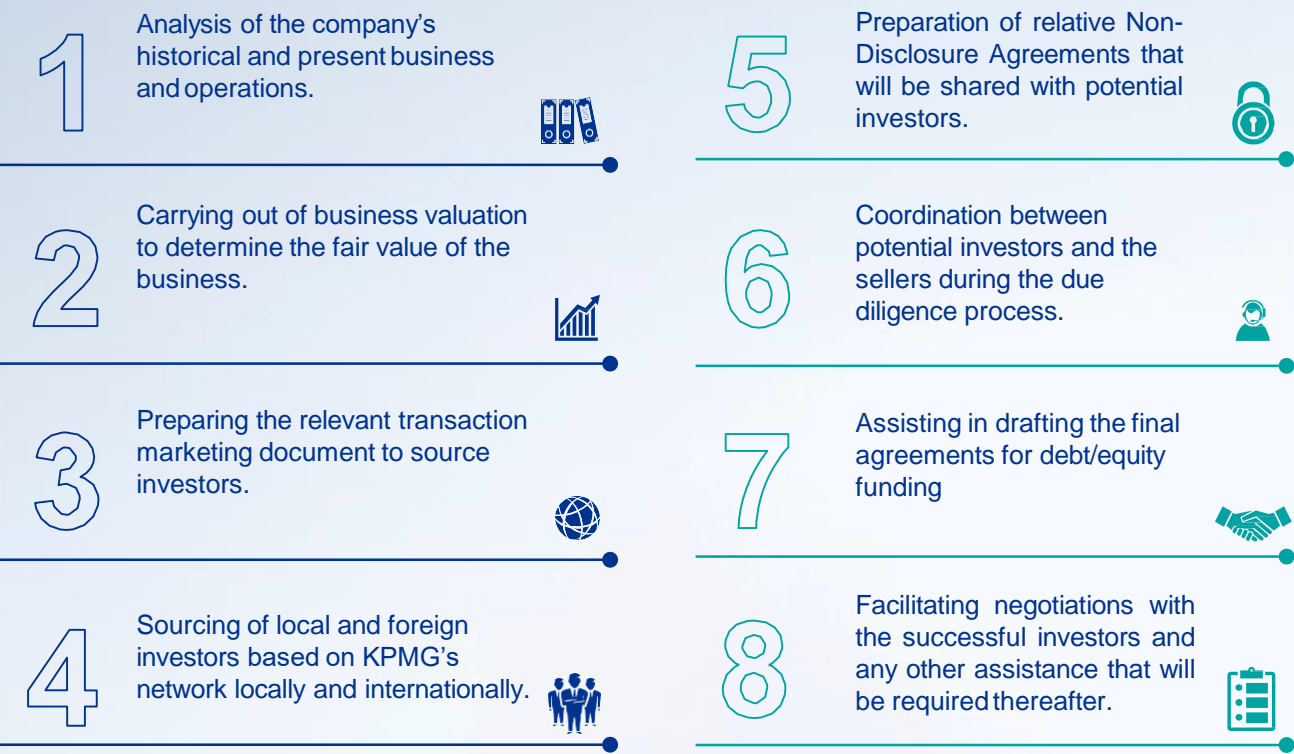 1
Analysis of the company's
historical and present business
and operations.
2
Carrying out of business valuation
to determine the fair value of the
business.
3
Preparing the relevant transaction
marketing document to source
investors.
4
Sourcing of local and foreign
investors based on KPMG's
network locally and internationally.
5
Preparation of relative Non-
Disclosure Agreements that
will be shared with potential
investors.
6
Coordination between
potential investors and the
sellers during the due
diligence process.
7
Assisting in drafting the final
agreements for debt/equity
funding
8
Facilitating negotiations with
the successful investors and
any other assistance that will
be required thereafter.